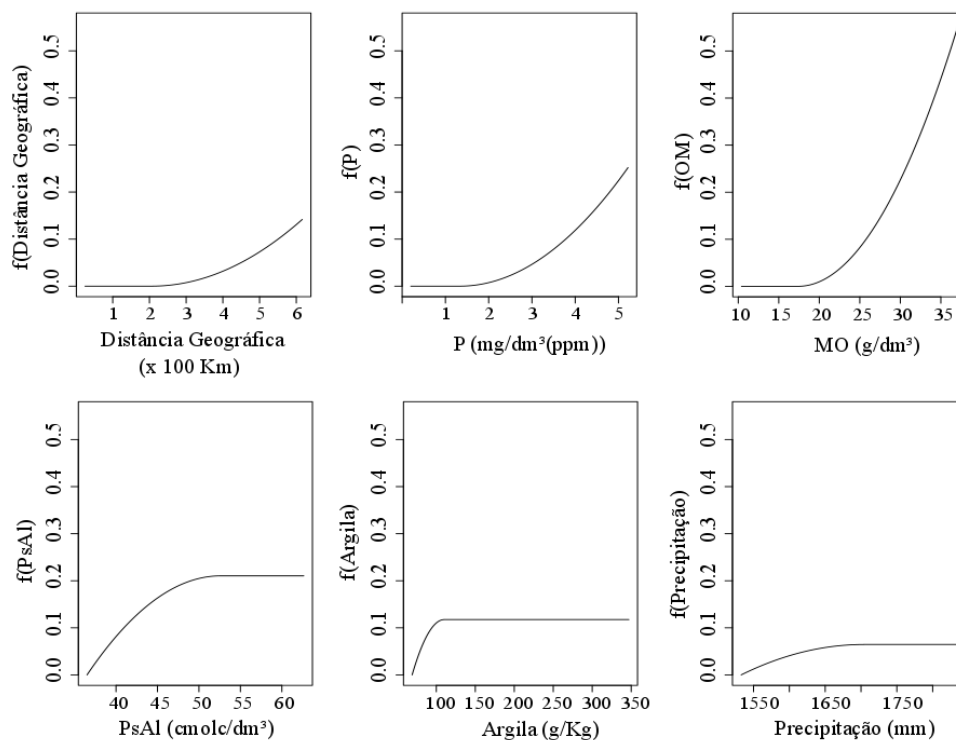 f(Distância Geográfica)
0.0 0.1 0.2 0.3 0.4 0.5
1 2 3 4 5 6
Distância Geográfica
(x 100 Km)
f(P)
0.0 0.1 0.2 0.3 0.4 0.5
1 2 3 4 5
P (mg/dm³(ppm))
f(OM)
0.0 0.1 0.2 0.3 0.4 0.5
10 15 20 25 30 35
MO (g/dm³)
f(PsAl)
0.0 0.1 0.2 0.3 0.4 0.5
40 45 50 55 60
PsAl (cmolc/dm³)
f(Argila)
0.0 0.1 0.2 0.3 0.4 0.5
100 150 200 250 300 350
Argila (g/Kg)
f(Precipitação)
0.0 0.1 0.2 0.3 0.4 0.5
1550 1650 1750
Precipitação (mm)